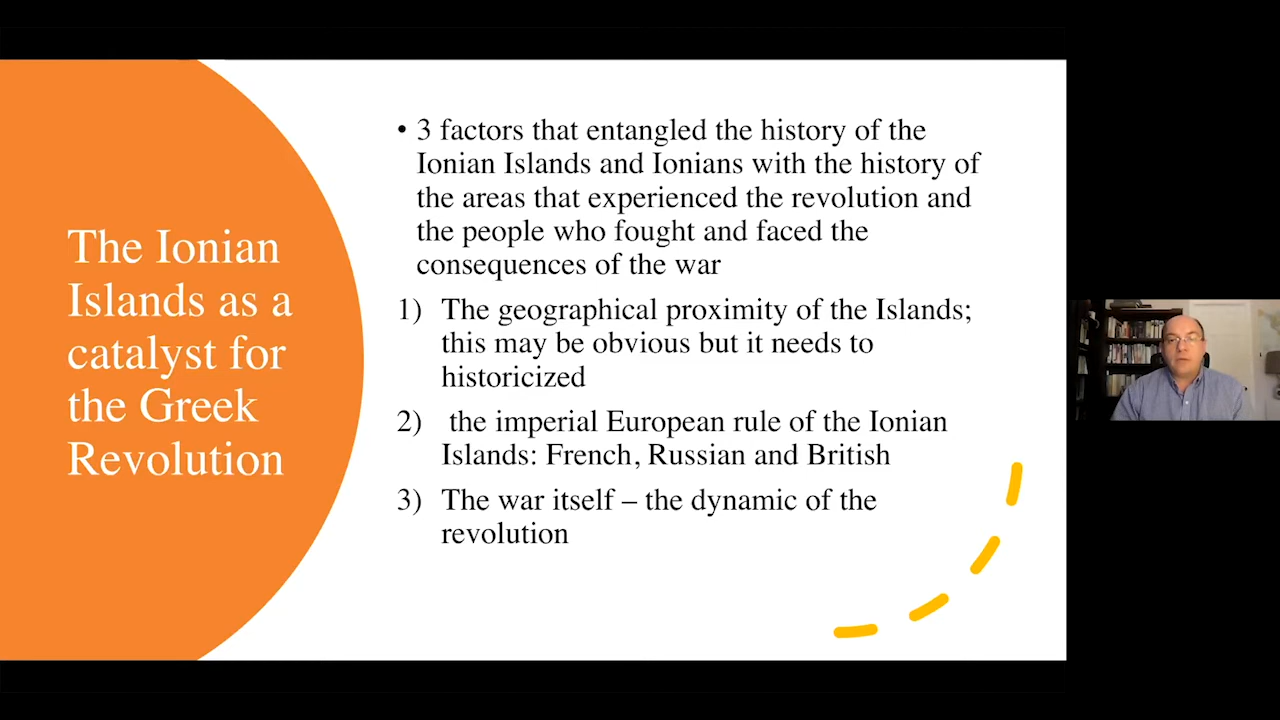 The Ionian
Islands as a
catalyst for
the Greek
Revolution
• 3 factors that entangled the history of the
Ionian Islands and Ionians with the history of
the areas that experienced the revolution and
the people who fought and faced the
consequences of the war
1) The geographical proximity of the Islands;
this may be obvious but it needs to
historicized
2) the imperial European rule of the Ionian
Islands: French, Russian and British
3) The war itself – the dynamic of the
revolution